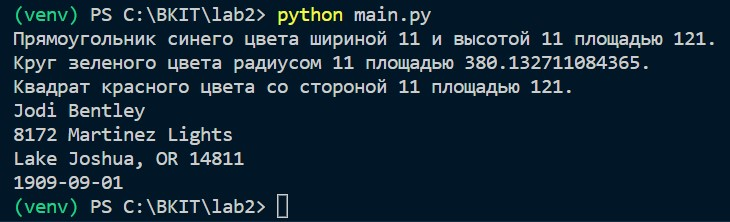 (venv) PS C:\BKIT\lab2> python main.py
Прямоугольник синего цвета шириной 11 и высотой 11 площадью 121.
Круг зеленого цвета радиусом 11 площадью 380.132711084365.
Квадрат красного цвета со стороной 11 площадью 121.
Jodi Bentley
8172 Martinez Lights
Lake Joshua, OR 14811
1909-09-01
(venv) PS C:\BKIT\lab2>